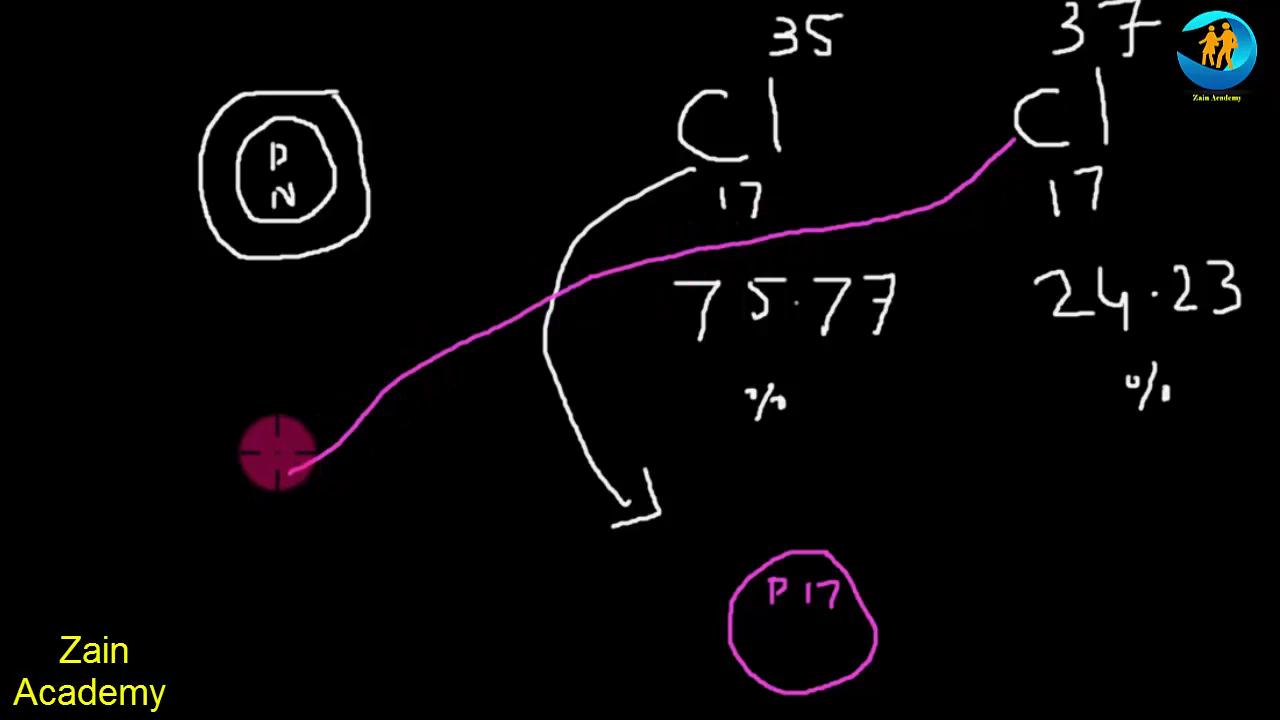 35 37
Cl Cl
17 17
75.77 24.23
% %
P
N
P 17
Zain Academy
Zain
Academy